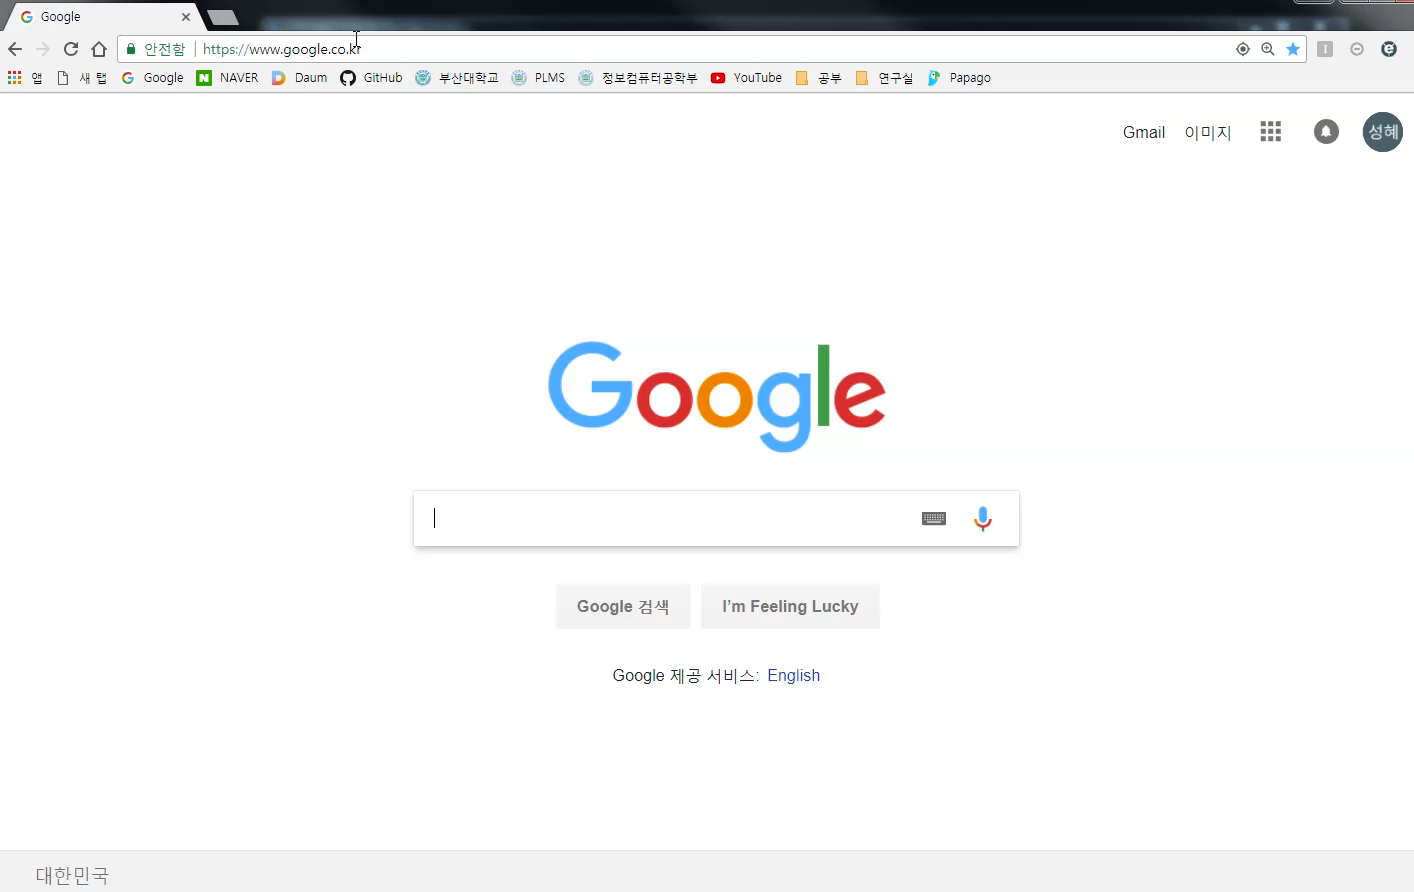 Google
안전함 https://www.google.co.kr
앱 새 탭 Google NAVER Daum GitHub 부산대학교 PLMS 정보컴퓨터공학부 YouTube 공부 연구실 Papago
Gmail 이미지 성혜
Google
Google 검색 I'm Feeling Lucky
Google 제공 서비스: English
대한민국